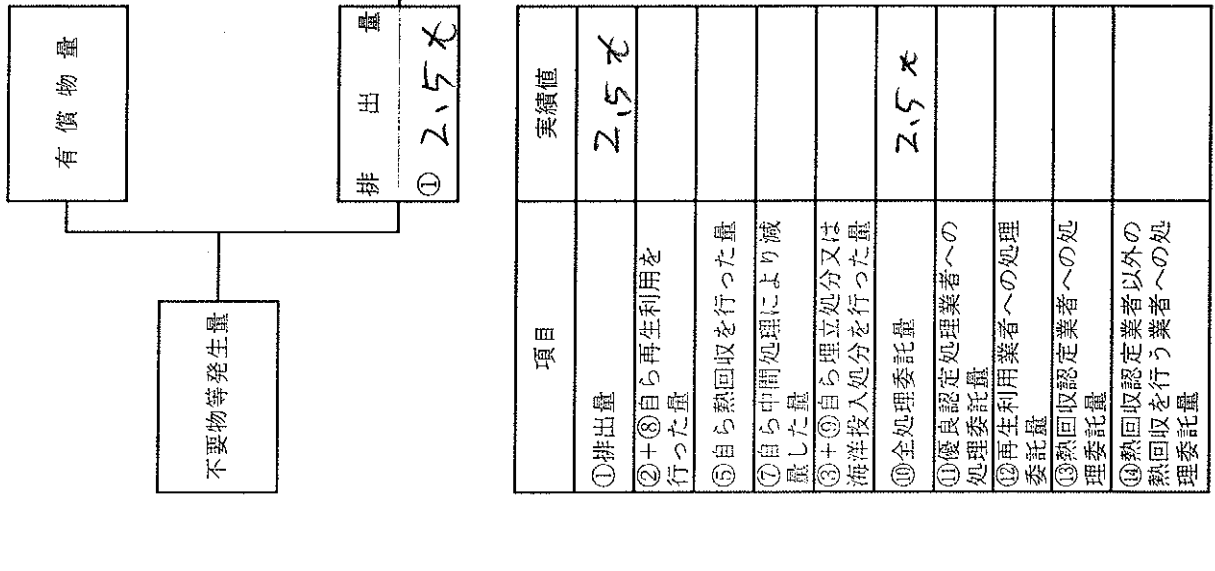 有償物量
不要物等発生量
排出量
① 2.5t
項目 実績値
①排出量 2.5t
②+⑧自ら再生利用を
行った量
⑤自ら熱回収を行った量
⑦自ら中間処理により減
量した量
③+⑨自ら埋立処分又は
海洋投入処分を行った量
⑩全処理委託量 2.5t
⑪優良認定処理業者への
処理委託量
⑫再生利用業者への処理
委託量
⑬熱回収認定業者への処
理委託量
⑭熱回収認定業者以外の
熱回収を行う業者への処
理委託量